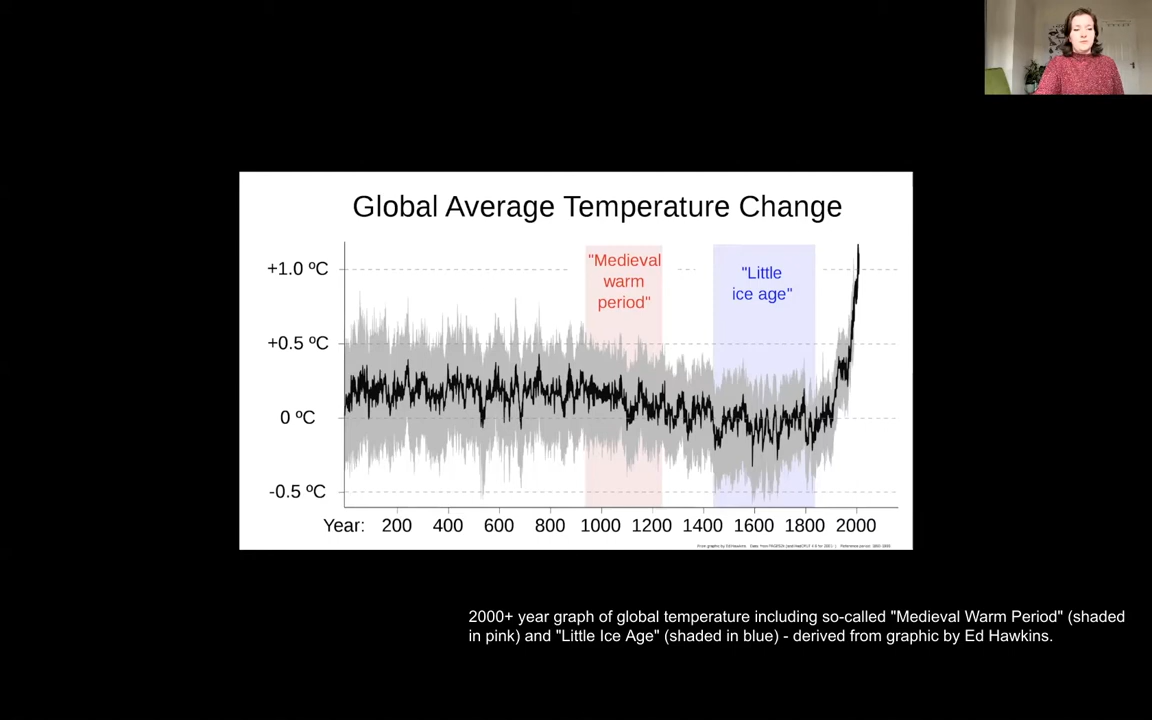 Global Average Temperature Change
+1.0 ºC
+0.5 ºC
0 ºC
-0.5 ºC
"Medieval
warm
period"
"Little
ice age"
Year: 200 400 600 800 1000 1200 1400 1600 1800 2000
2000+ year graph of global temperature including so-called "Medieval Warm Period" (shaded
in pink) and "Little Ice Age" (shaded in blue) - derived from graphic by Ed Hawkins.